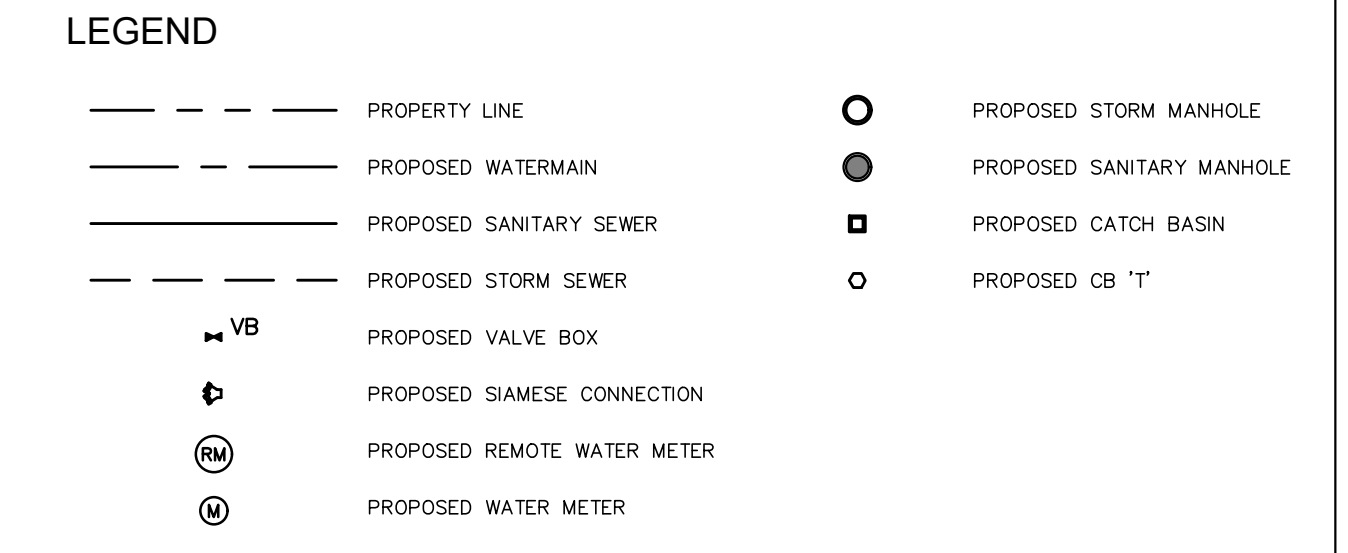 LEGEND
PROPERTY LINE
PROPOSED WATERMAIN
PROPOSED SANITARY SEWER
PROPOSED STORM SEWER
VB PROPOSED VALVE BOX
PROPOSED SIAMESE CONNECTION
RM PROPOSED REMOTE WATER METER
M PROPOSED WATER METER
PROPOSED STORM MANHOLE
PROPOSED SANITARY MANHOLE
PROPOSED CATCH BASIN
PROPOSED CB 'T'